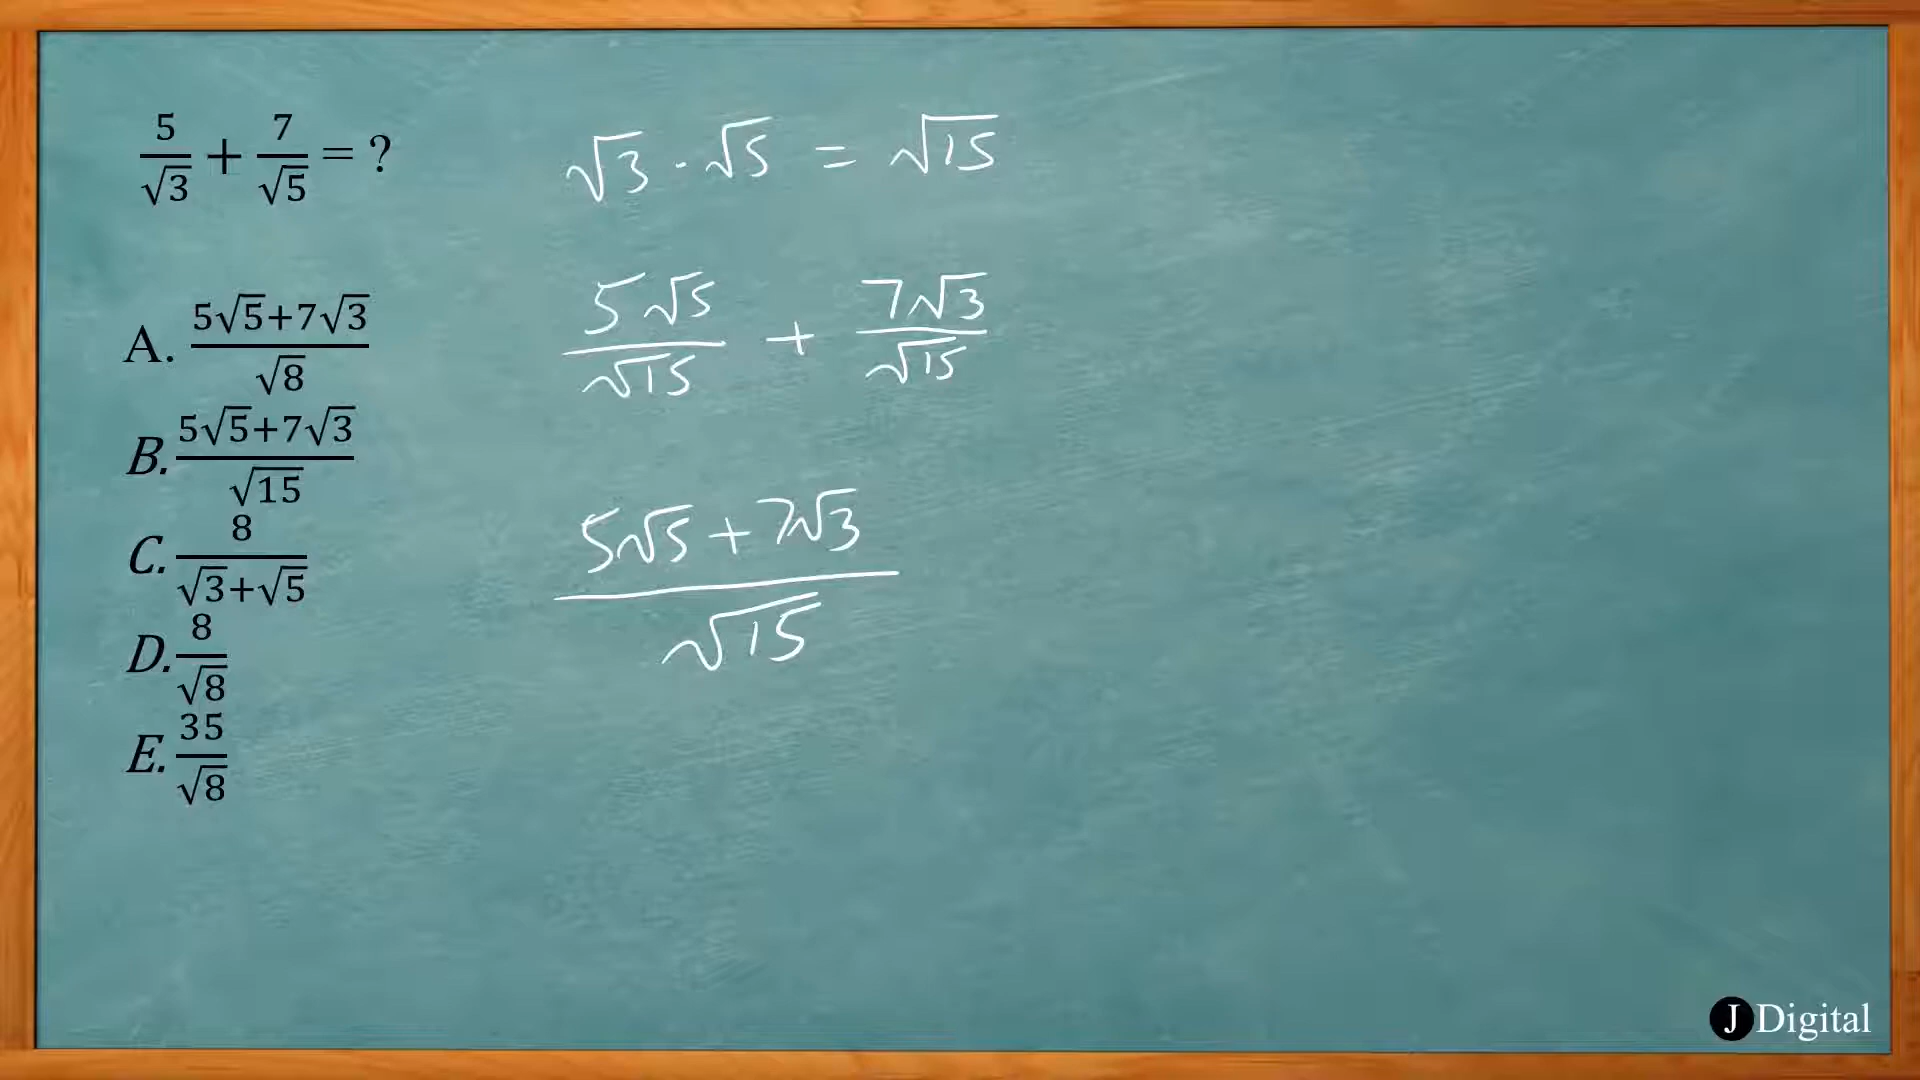 5/√3 + 7/√5 = ?
A. (5√5+7√3)/√8
B. (5√5+7√3)/√15
C. 8/(√3+√5)
D. 8/√8
E. 35/√8
√3 · √5 = √15
5√5/√15 + 7√3/√15
(5√5 + 7√3)/√15
J Digital